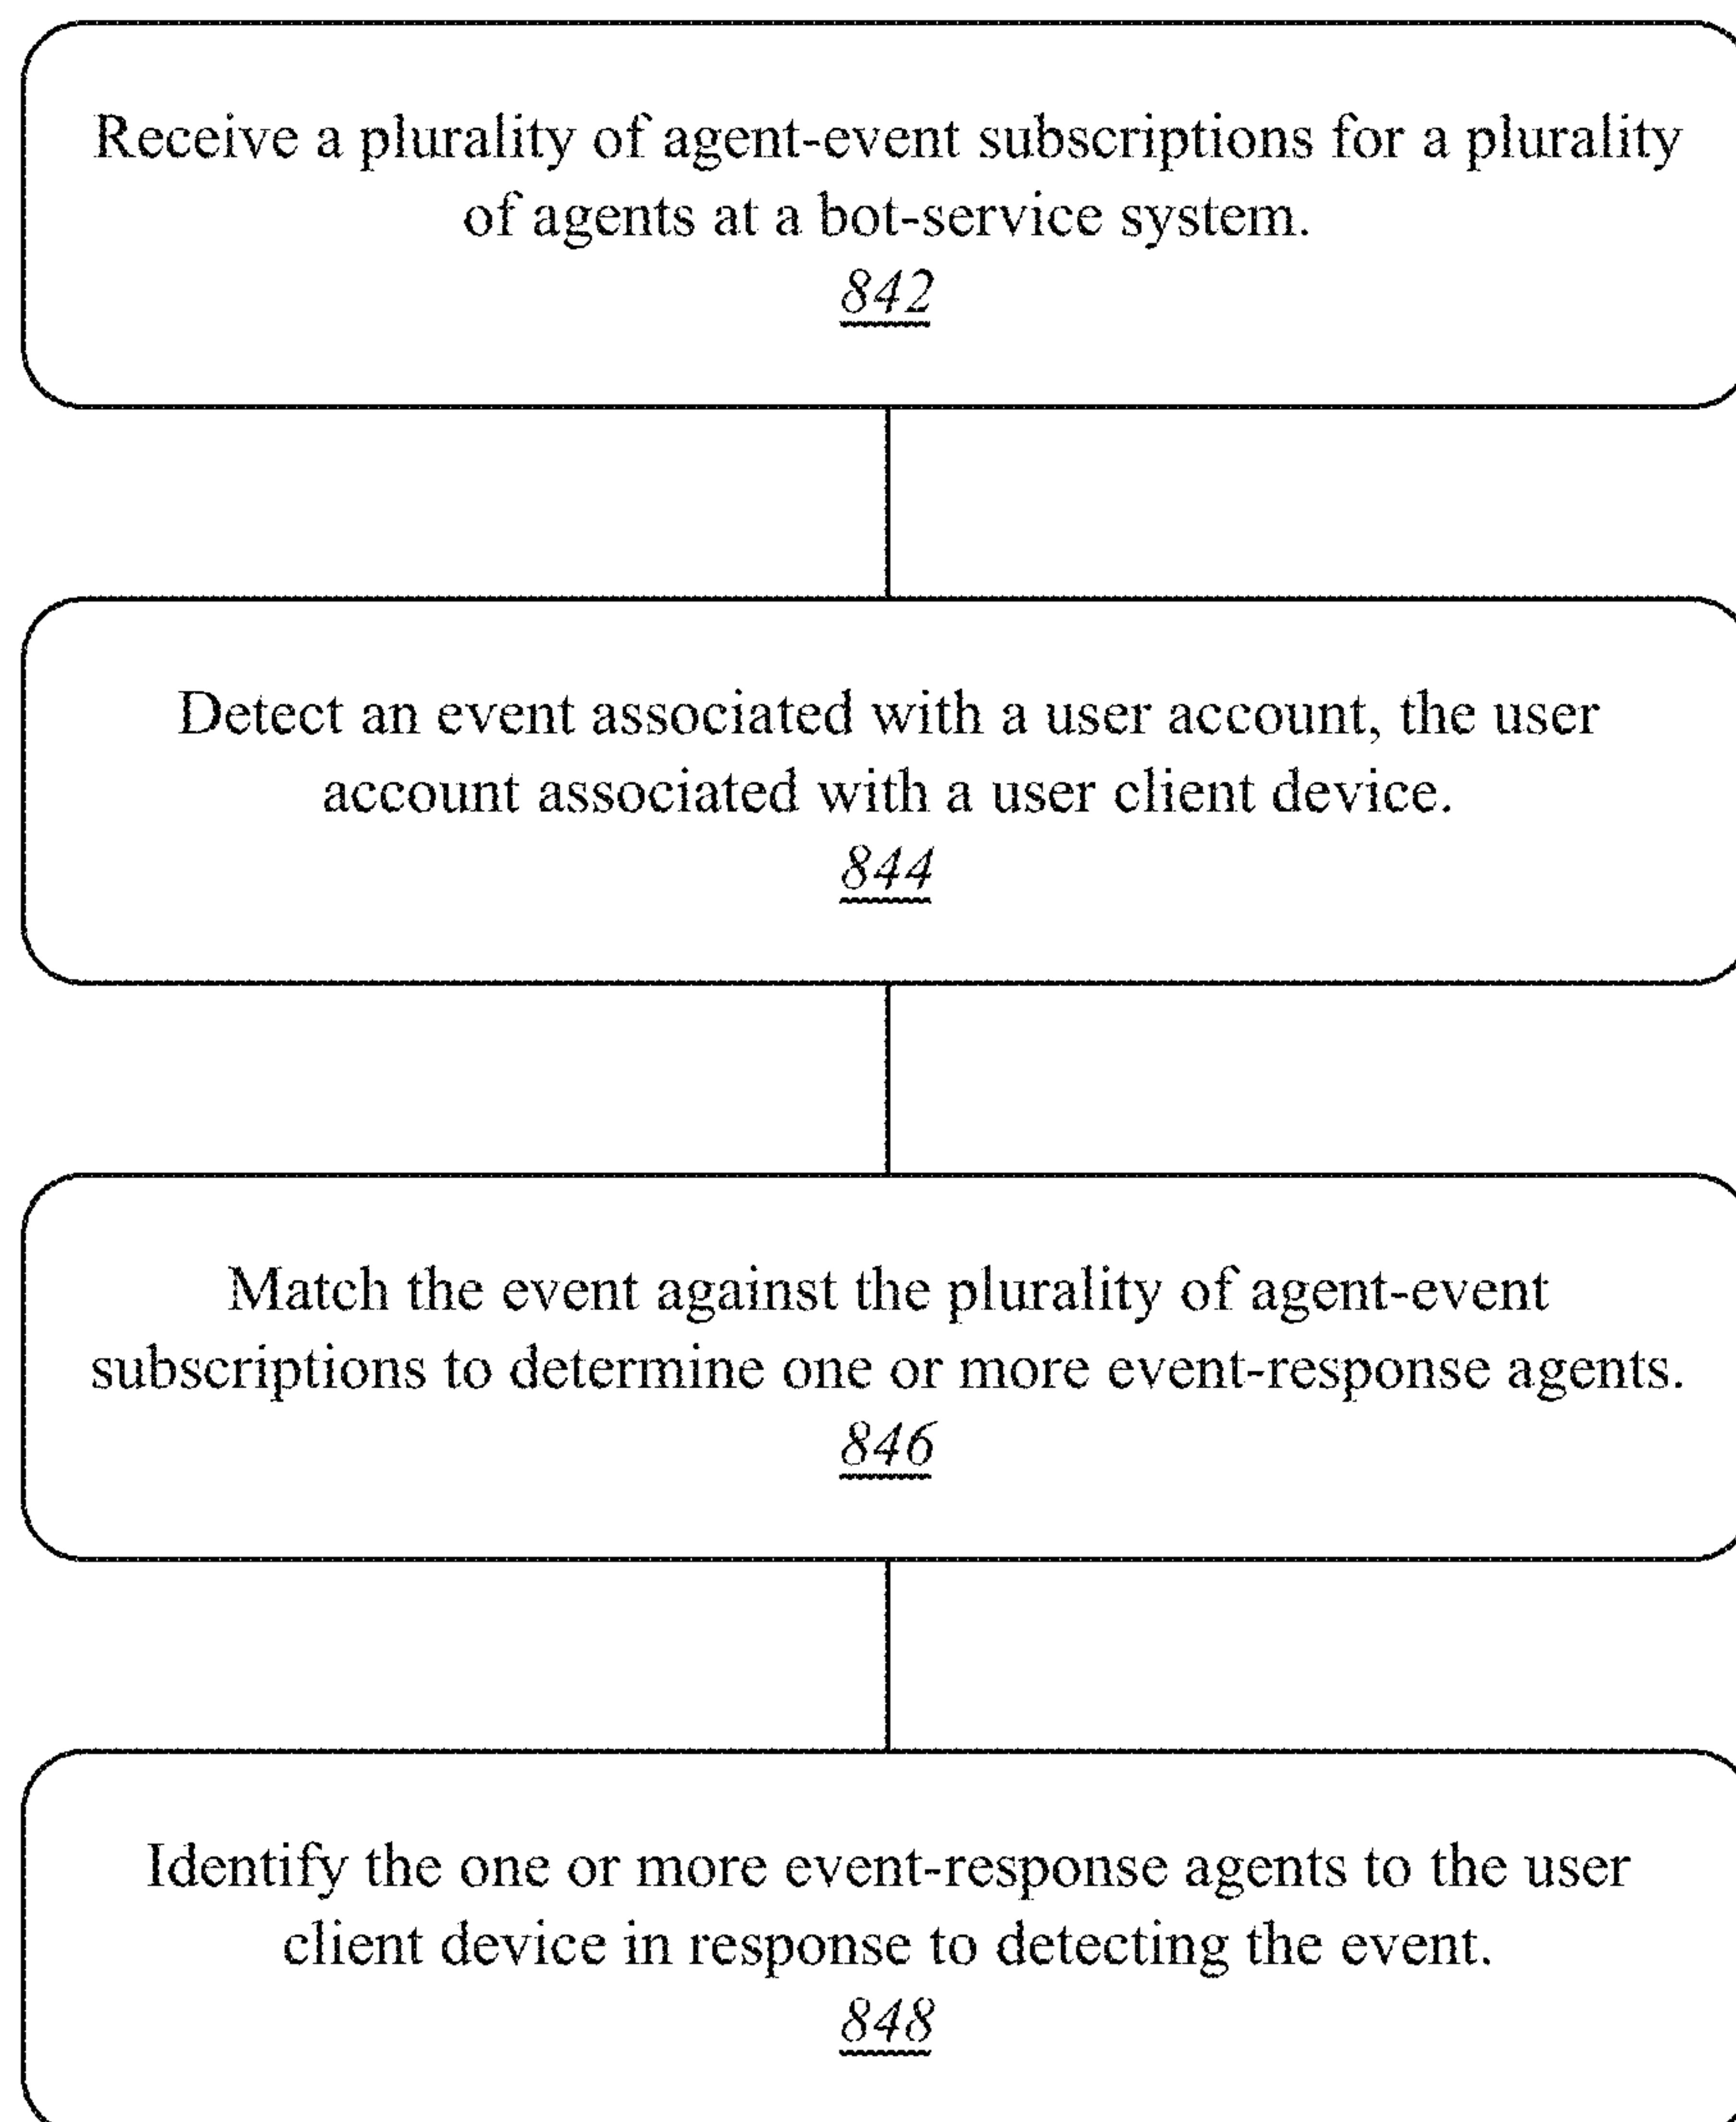 Receive a plurality of agent-event subscriptions for a plurality
of agents at a bot-service system.
842
Detect an event associated with a user account, the user
account associated with a user client device.
844
Match the event against the plurality of agent-event
subscriptions to determine one or more event-response agents.
846
Identify the one or more event-response agents to the user
client device in response to detecting the event.
848